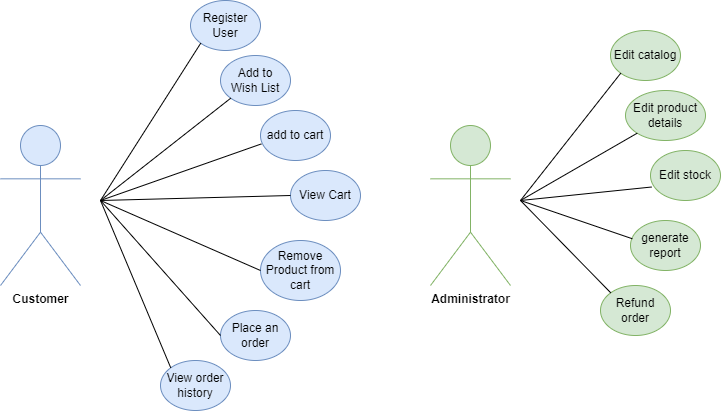 Register
User
Add to
Wish List
add to cart
View Cart
Remove
Product from
cart
Place an
order
View order
history
Customer
Edit catalog
Edit product
details
Edit stock
generate
report
Refund
order
Administrator